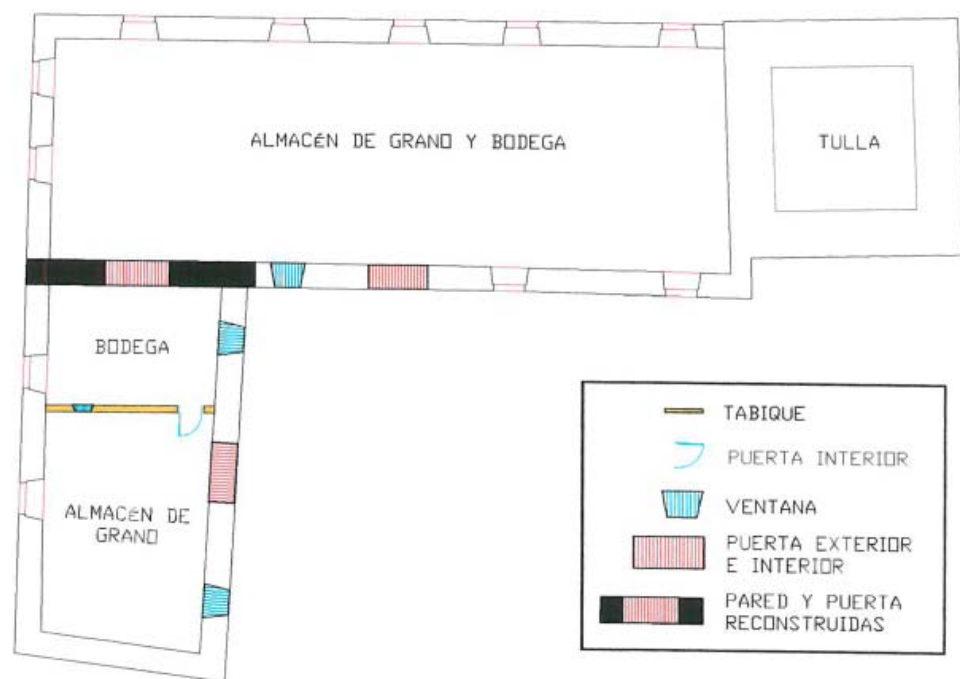 ALMACÉN DE GRANO Y BODEGA
TULLA
BODEGA
ALMACÉN DE
GRANO
TABIQUE
PUERTA INTERIOR
VENTANA
PUERTA EXTERIOR
E INTERIOR
PARED Y PUERTA
RECONSTRUIDAS